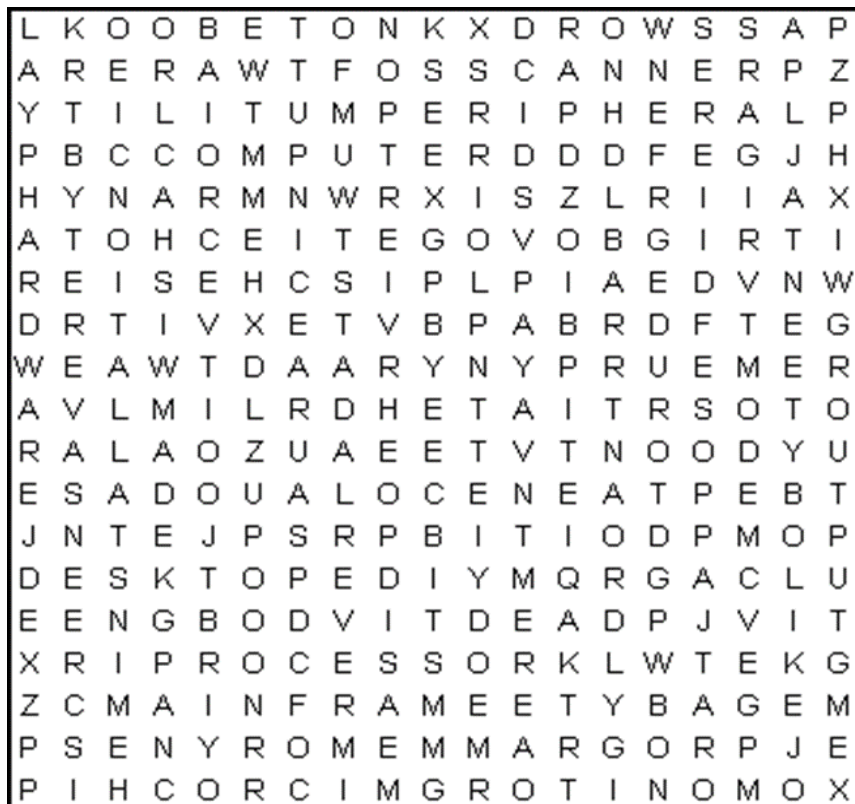 L K O O B E T O N K X D R O W S S A P
A R E R A W T F O S S C A N N E R P Z
Y T I L I T U M P E R I P H E R A L P
P B C C O M P U T E R D D D F E G J H
H Y N A R M N W R X I S Z L R I I A X
A T O H C E I T E G O V O B G I R T I
R E I S E H C S I P L P I A E D V N W
D R T I V X E T V B P A B R D F T E G
W E A W T D A A R Y N Y P R U E M E R
A V L M I L R D H E T A I T R S O T O
R A L A O Z U A E E T V T N O O D Y U
E S A D O U A L O C E N E A T P E B T
J N T E J P S R P B I T I O D P M O P
D E S K T O P E D I Y M Q R G A C L U
E E N G B O D V I T D E A D P J V I T
X R I P R O C E S S O R K L W T E K G
Z C M A I N F R A M E E T Y B A G E M
P S E N Y R O M E M M A R G O R P J E
P I H C O R C I M G R O T I N O M O X